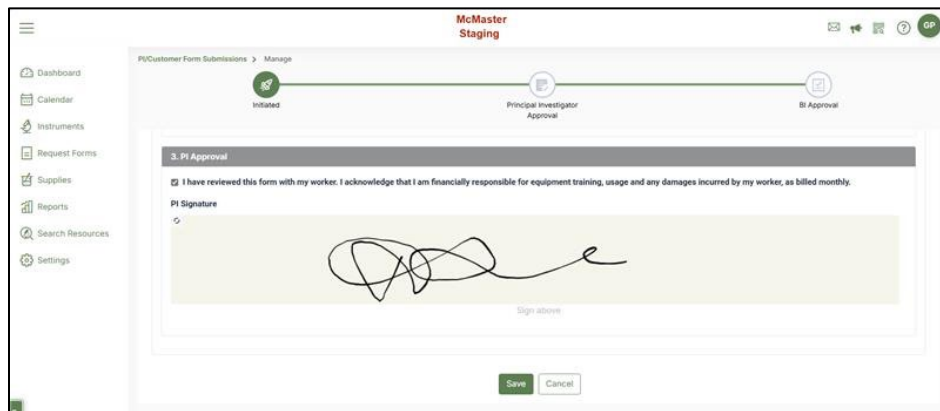 McMaster
Staging
GP
PI/Customer Form Submissions > Manage
Dashboard
Calendar
Instruments
Request Forms
Supplies
Reports
Search Resources
Settings
Initiated
Principal Investigator
Approval
BI Approval
3. PI Approval
I have reviewed this form with my worker. I acknowledge that I am financially responsible for equipment training, usage and any damages incurred by my worker, as billed monthly.
PI Signature
Sign above
Save
Cancel